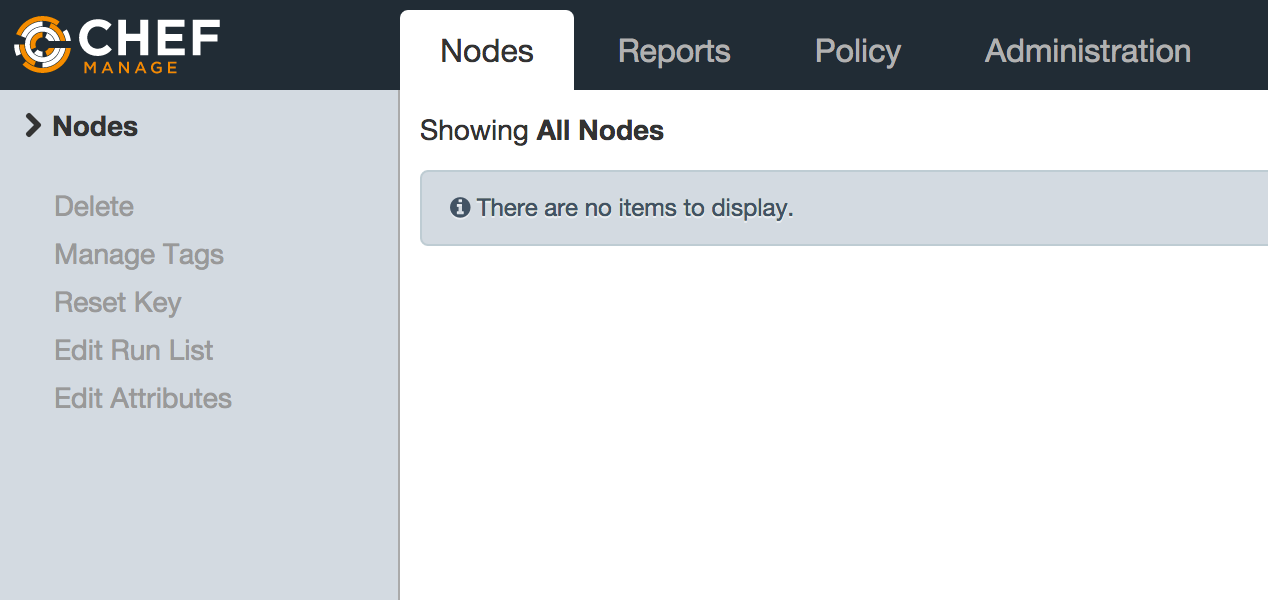 CHEF
MANAGE
Nodes
Reports
Policy
Administration
Nodes
Delete
Manage Tags
Reset Key
Edit Run List
Edit Attributes
Showing All Nodes
There are no items to display.